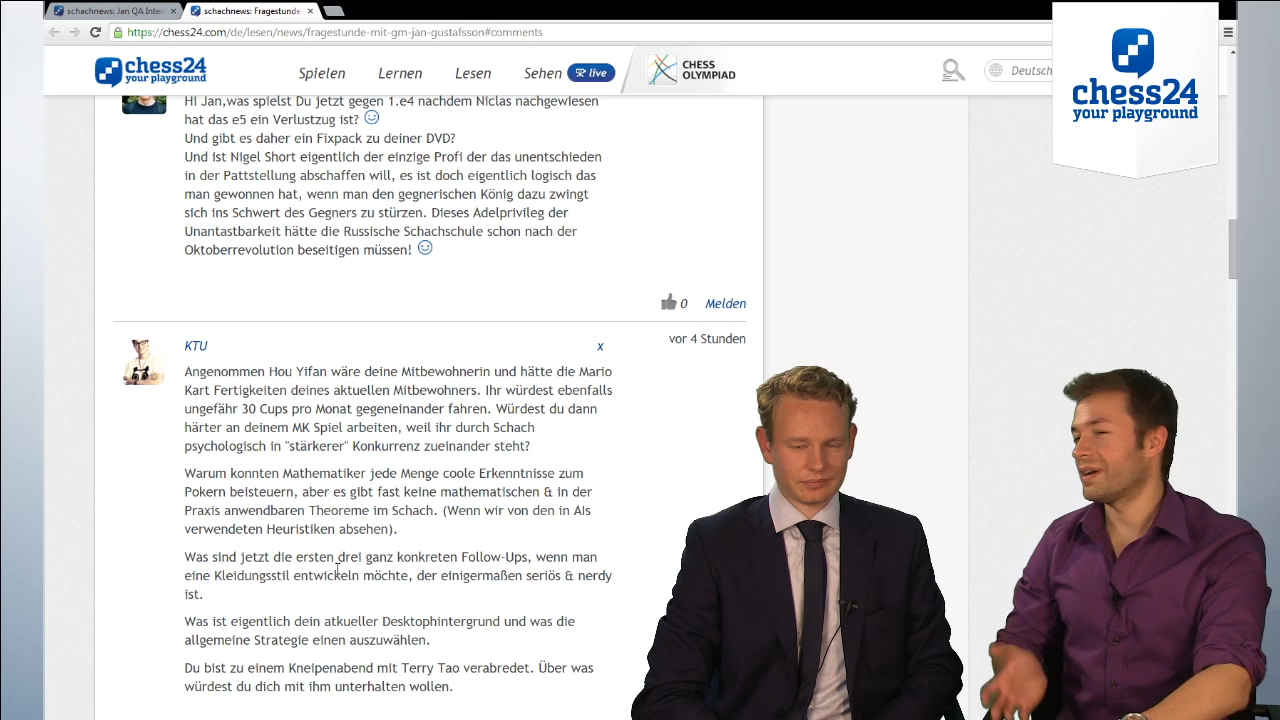 schachnews: Jan QA Inter
schachnews: Fragestunde
https://chess24.com/de/lesen/news/fragestunde-mit-gm-jan-gustafsson#comments
chess24
your playground
Spielen
Lernen
Lesen
Sehen
live
CHESS
OLYMPIAD
Deutsch
chess24
your playground
Hi Jan,was spielst Du jetzt gegen 1.e4 nachdem Niclas nachgewiesen
hat das e5 ein Verlustzug ist?
Und gibt es daher ein Fixpack zu deiner DVD?
Und ist Nigel Short eigentlich der einzige Profi der das unentschieden
in der Pattstellung abschaffen will, es ist doch eigentlich logisch das
man gewonnen hat, wenn man den gegnerischen König dazu zwingt
sich ins Schwert des Gegners zu stürzen. Dieses Adelprivileg der
Unantastbarkeit hätte die Russische Schachschule schon nach der
Oktoberrevolution beseitigen müssen!
0 Melden
KTU
x
vor 4 Stunden
Angenommen Hou Yifan wäre deine Mitbewohnerin und hätte die Mario
Kart Fertigkeiten deines aktuellen Mitbewohners. Ihr würdest ebenfalls
ungefähr 30 Cups pro Monat gegeneinander fahren. Würdest du dann
härter an deinem MK Spiel arbeiten, weil ihr durch Schach
psychologisch in "stärkerer" Konkurrenz zueinander steht?
Warum konnten Mathematiker jede Menge coole Erkenntnisse zum
Pokern beisteuern, aber es gibt fast keine mathematischen & in der
Praxis anwendbaren Theoreme im Schach. (Wenn wir von den in AIs
verwendeten Heuristiken absehen).
Was sind jetzt die ersten drei ganz konkreten Follow-Ups, wenn man
eine Kleidungsstil entwickeln möchte, der einigermaßen seriös & nerdy
ist.
Was ist eigentlich dein atkueller Desktophintergrund und was die
allgemeine Strategie einen auszuwählen.
Du bist zu einem Kneipenabend mit Terry Tao verabredet. Über was
würdest du dich mit ihm unterhalten wollen.